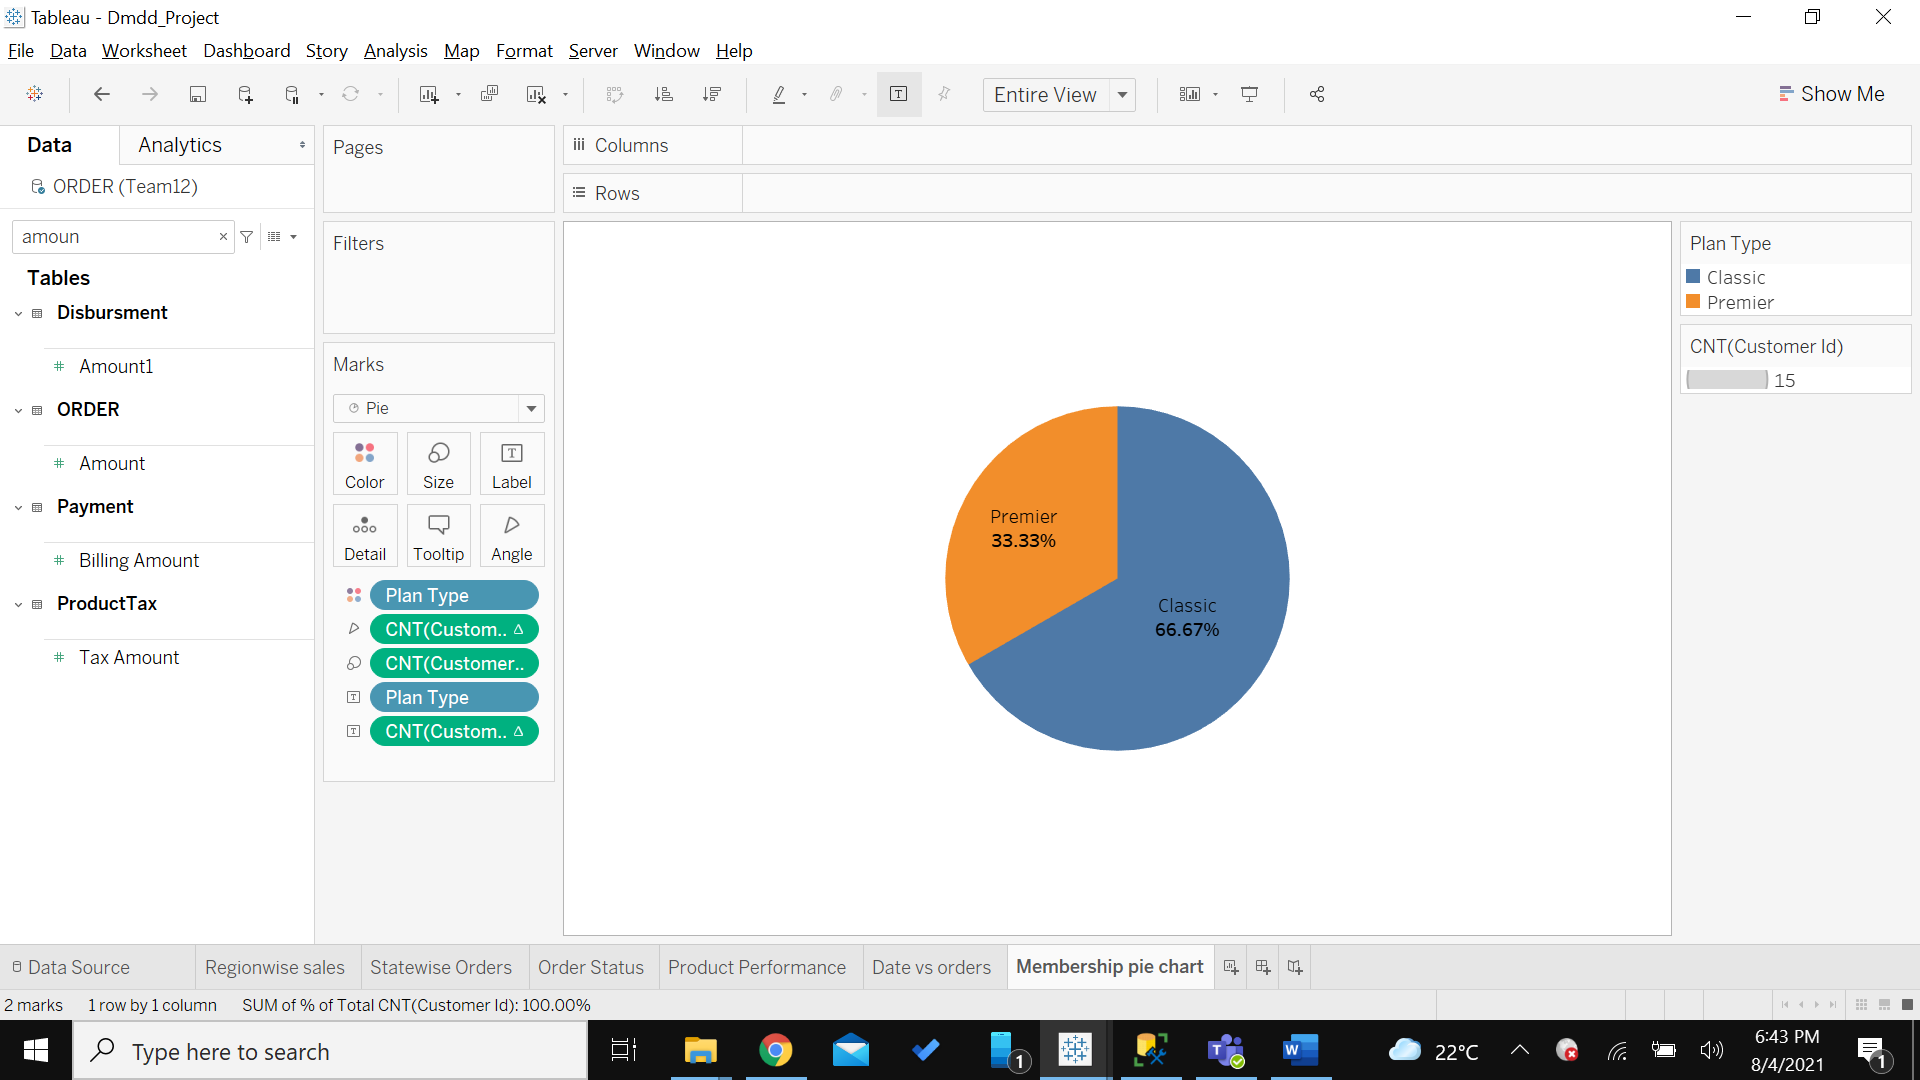 Tableau - Dmdd_Project
File Data Worksheet Dashboard Story Analysis Map Format Server Window Help
Entire View
Show Me
Data Analytics
ORDER (Team12)
amoun
Tables
Disbursment
Amount1
ORDER
Amount
Payment
Billing Amount
ProductTax
Tax Amount
Pages
Filters
Marks
Pie
Color Size Label
Detail Tooltip Angle
Plan Type
CNT(Custom..
CNT(Customer..
Plan Type
CNT(Custom..
Columns
Rows
Premier
33.33%
Classic
66.67%
Plan Type
Classic
Premier
CNT(Customer Id)
15
Data Source Regionwise sales Statewise Orders Order Status Product Performance Date vs orders Membership pie chart
2 marks 1 row by 1 column SUM of % of Total CNT(Customer Id): 100.00%
Type here to search
1
22°C
6:43 PM
8/4/2021
1